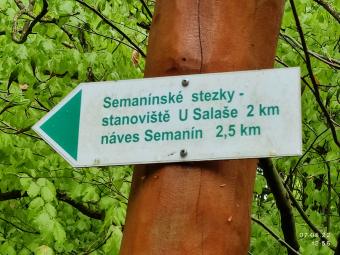 Semanínské stezky -
stanoviště U Salaše 2 km
náves Semanín 2,5 km